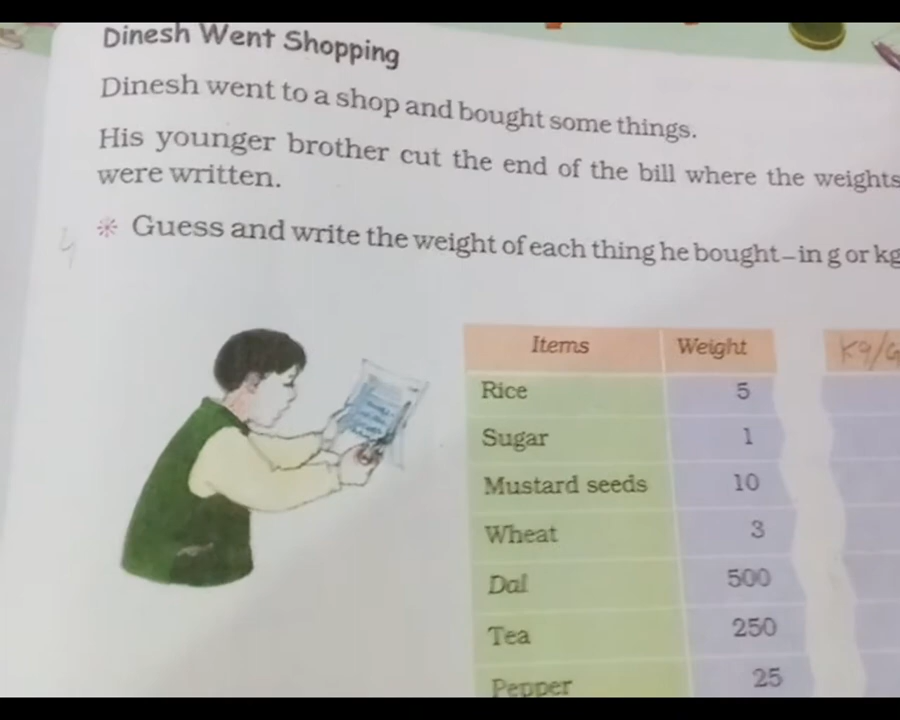 Dinesh Went Shopping
Dinesh went to a shop and bought some things.
His younger brother cut the end of the bill where the weights
were written.
Guess and write the weight of each thing he bought–in g or kg
Items Weight Kg/G
Rice 5
Sugar 1
Mustard seeds 10
Wheat 3
Dal 500
Tea 250
Pepper 25